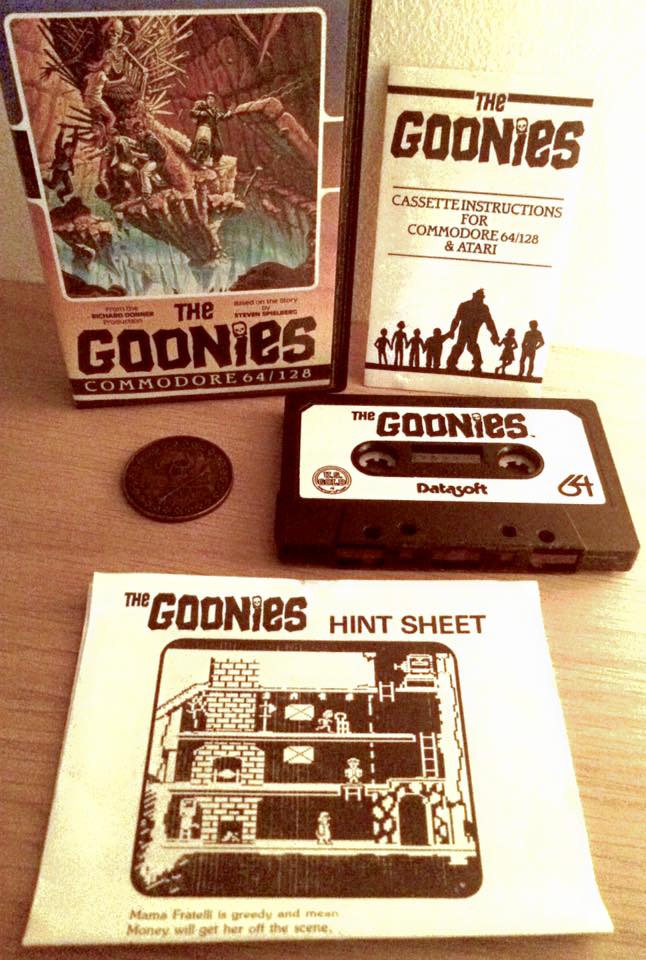 From the
RICHARD DONNER
Production
THE
Based on the Story
by
STEVEN SPIELBERG
GOONIES
COMMODORE 64/128
THE
GOONIES
CASSETTE INSTRUCTIONS
FOR
COMMODORE 64/128
& ATARI
THE GOONIES
U.S.
GOLD
Datasoft
64
THE GOONIES HINT SHEET
Mama Fratelli is greedy and mean
Money will get her off the scene.